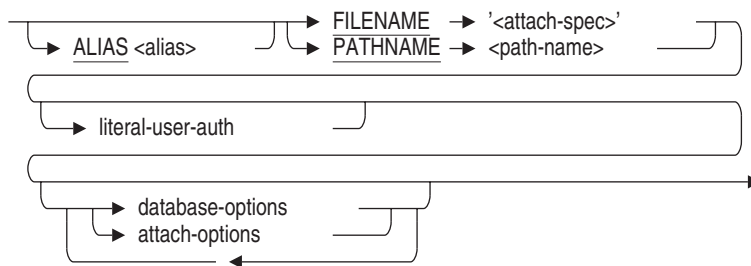 FILENAME '<attach-spec>'
ALIAS <alias> PATHNAME <path-name>
literal-user-auth
database-options
attach-options